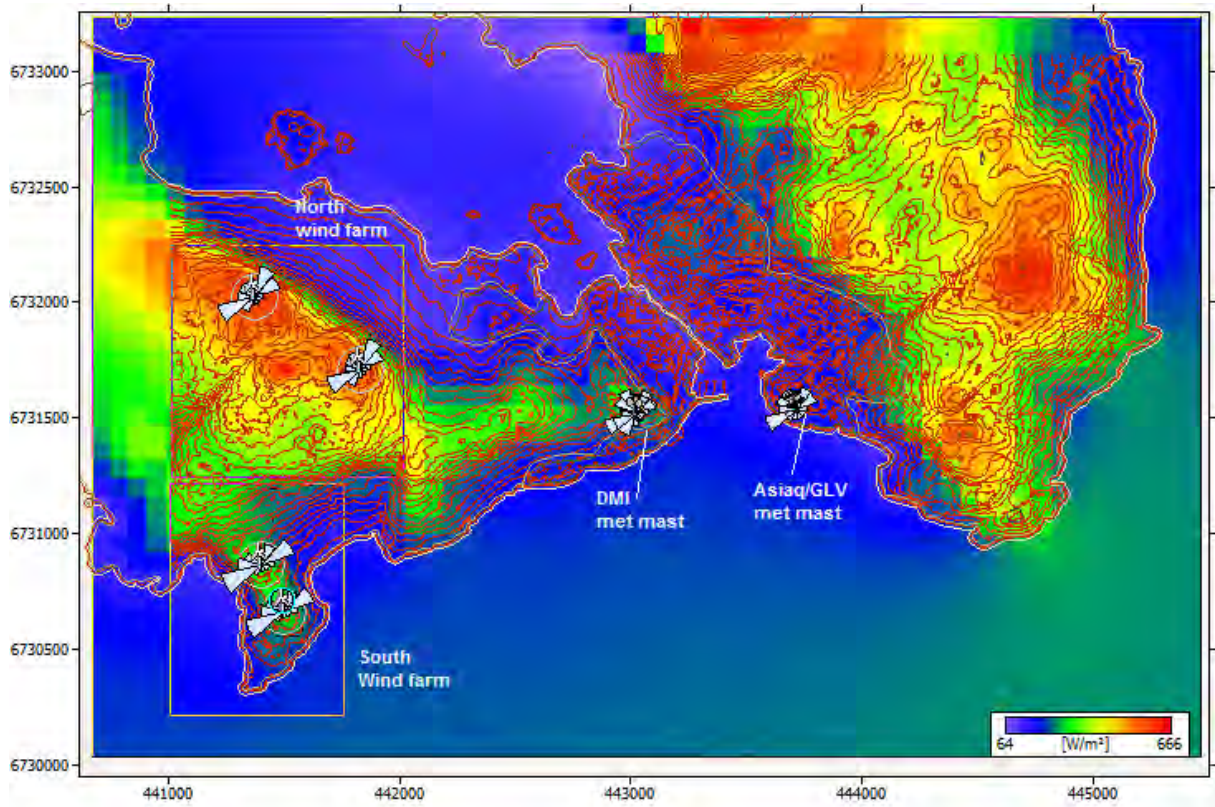 6733000
6732500
north
wind farm
6732000
6731500
DMI
met mast
Asiaq/GLV
met mast
6731000
6730500
South
Wind farm
64 [W/m²] 666
6730000
441000 442000 443000 444000 445000